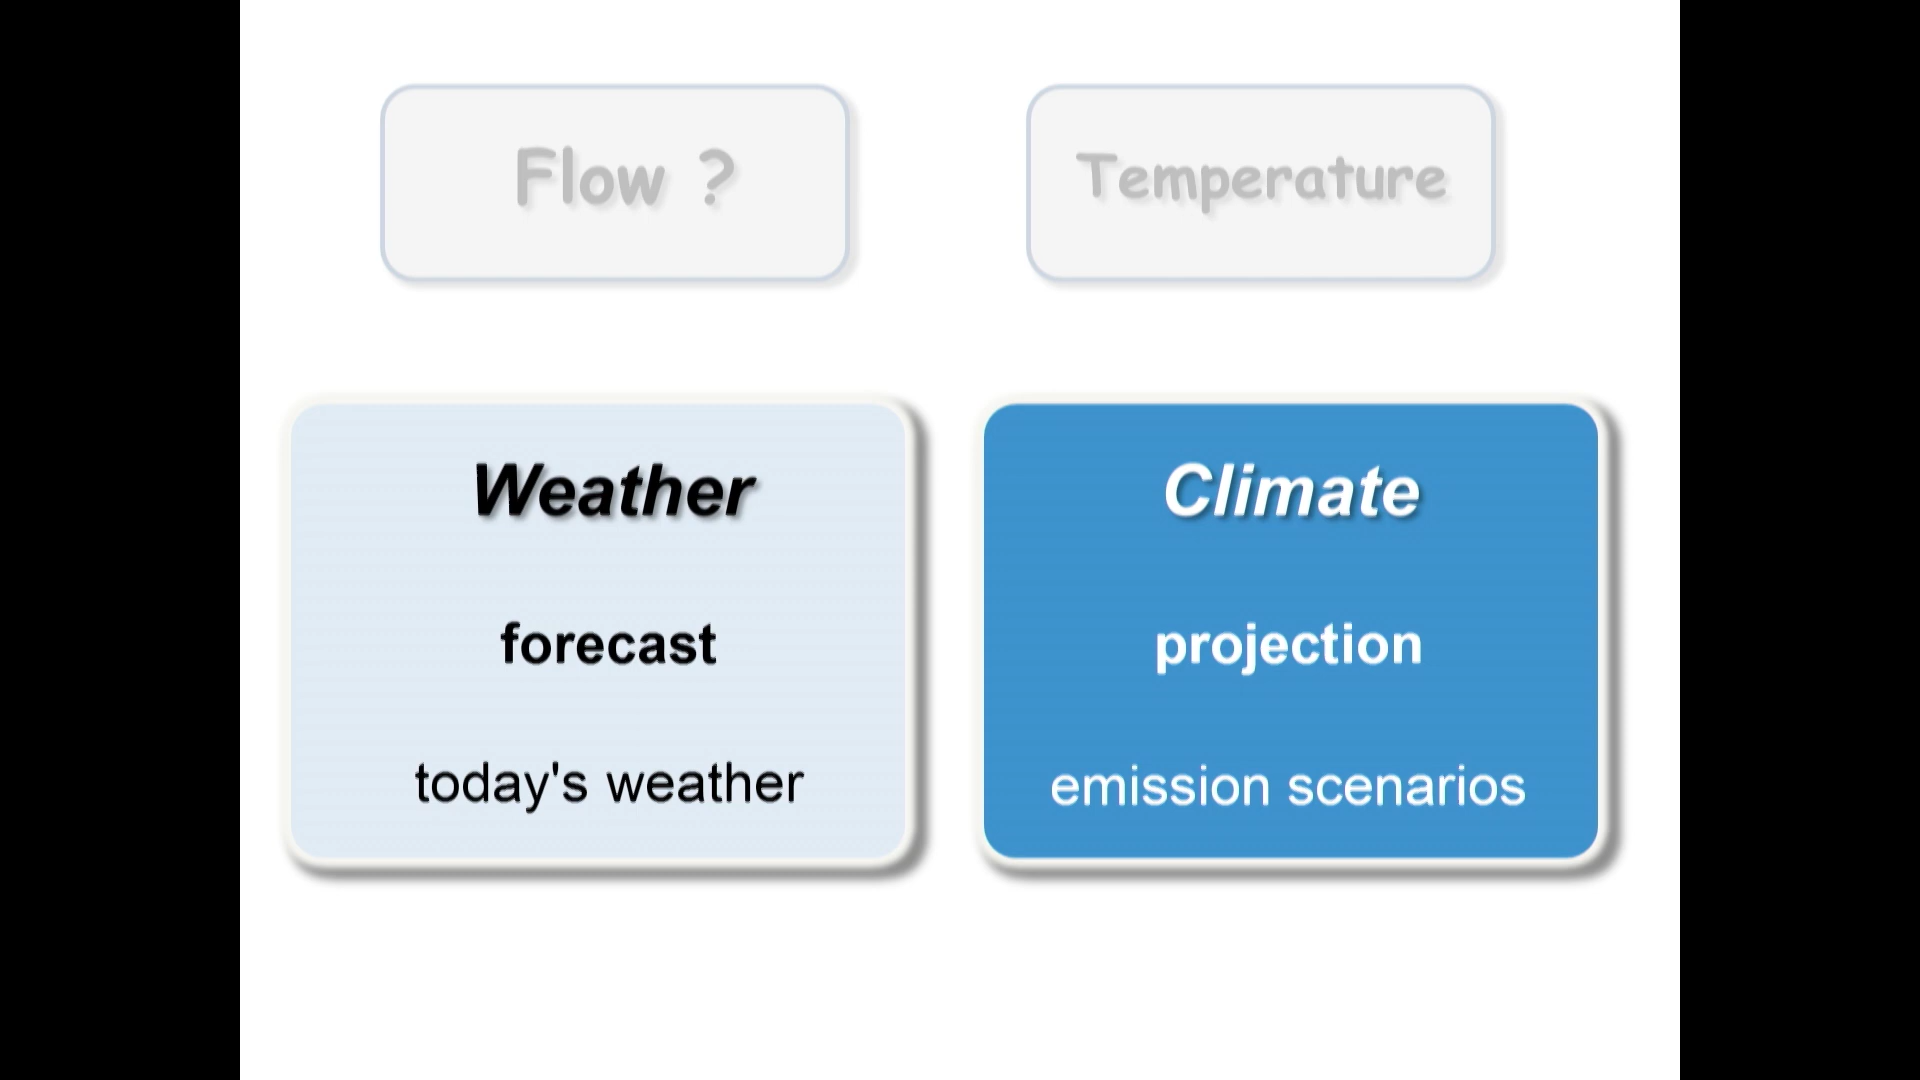 Flow ?
Temperature
Weather
forecast
today's weather
Climate
projection
emission scenarios